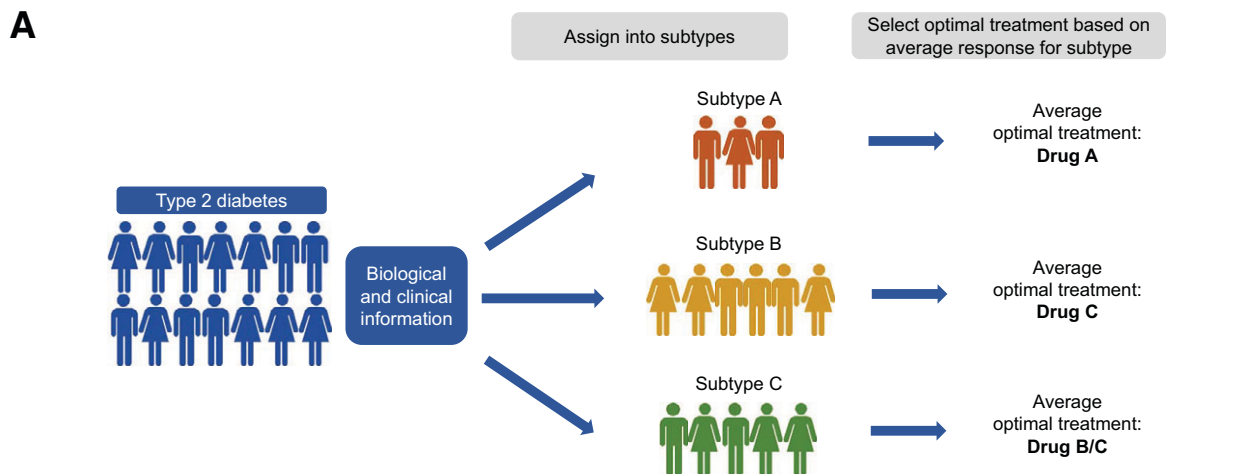 A
Assign into subtypes
Select optimal treatment based on
average response for subtype
Subtype A
Average
optimal treatment:
Drug A
Type 2 diabetes
Biological
and clinical
information
Subtype B
Average
optimal treatment:
Drug C
Subtype C
Average
optimal treatment:
Drug B/C